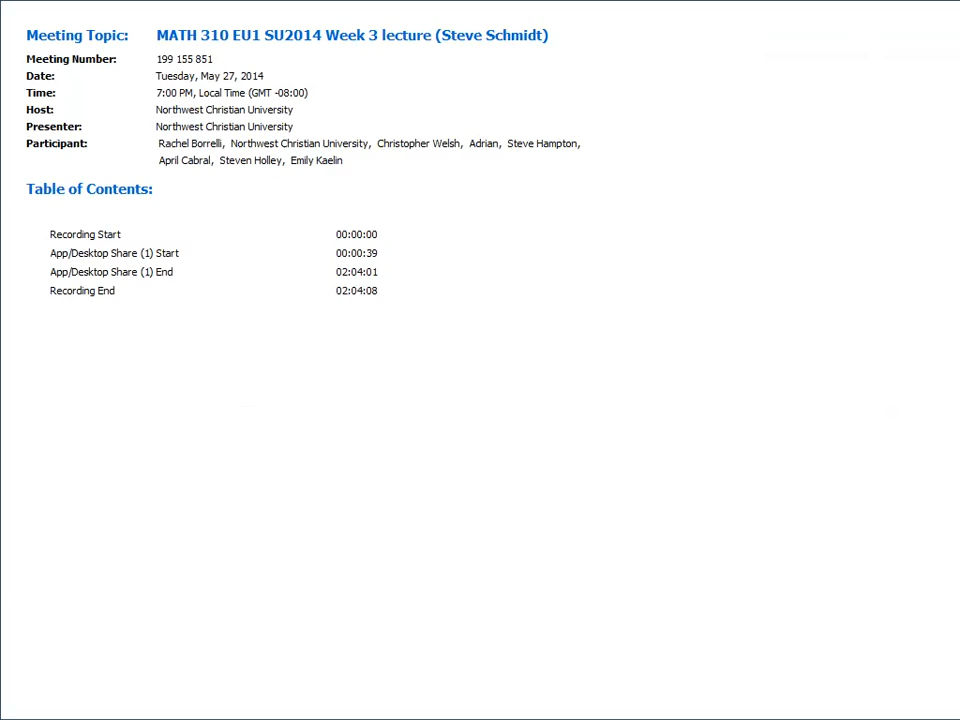 Meeting Topic: MATH 310 EU1 SU2014 Week 3 lecture (Steve Schmidt)
Meeting Number: 199 155 851
Date: Tuesday, May 27, 2014
Time: 7:00 PM, Local Time (GMT -08:00)
Host: Northwest Christian University
Presenter: Northwest Christian University
Participant: Rachel Borrelli, Northwest Christian University, Christopher Welsh, Adrian, Steve Hampton,
April Cabral, Steven Holley, Emily Kaelin
Table of Contents:
Recording Start 00:00:00
App/Desktop Share (1) Start 00:00:39
App/Desktop Share (1) End 02:04:01
Recording End 02:04:08